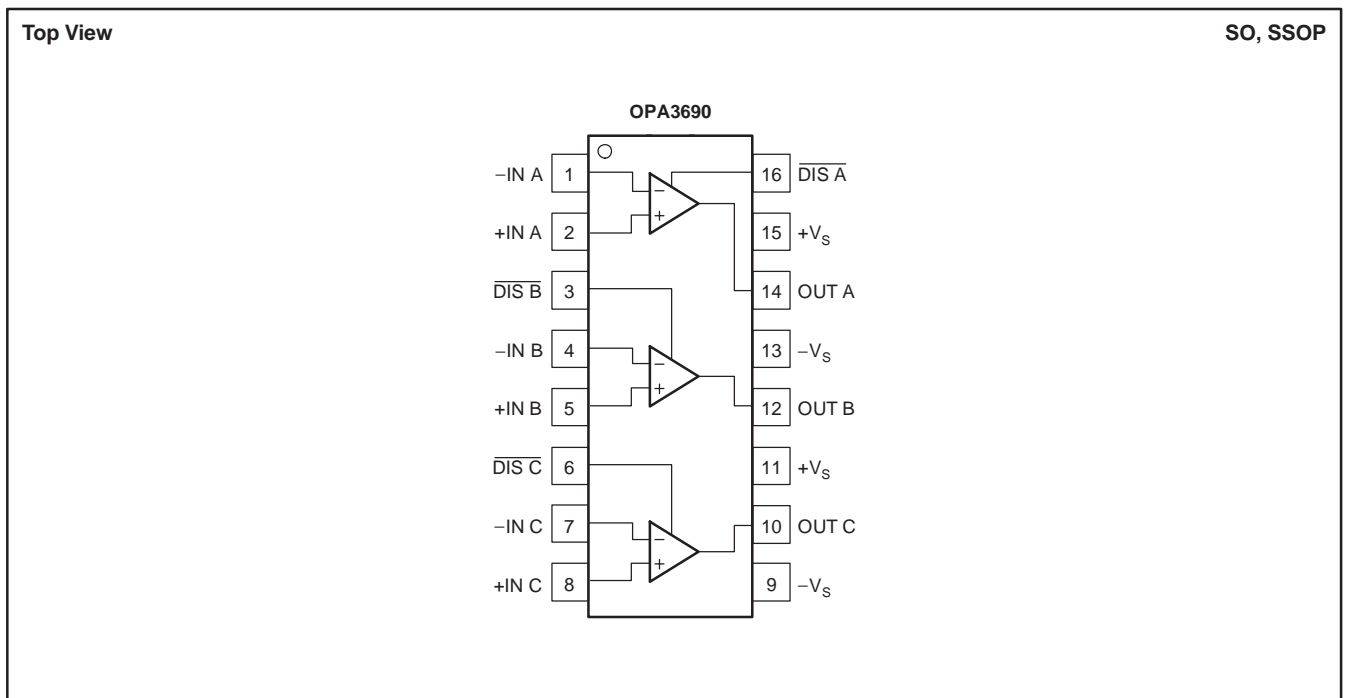 Top View SO, SSOP
OPA3690
−IN A 1 16 DIS A
− +
+IN A 2 15 +VS
DIS B 3 14 OUT A
−IN B 4 13 −VS
− +
+IN B 5 12 OUT B
DIS C 6 11 +VS
−IN C 7 10 OUT C
− +
+IN C 8 9 −VS